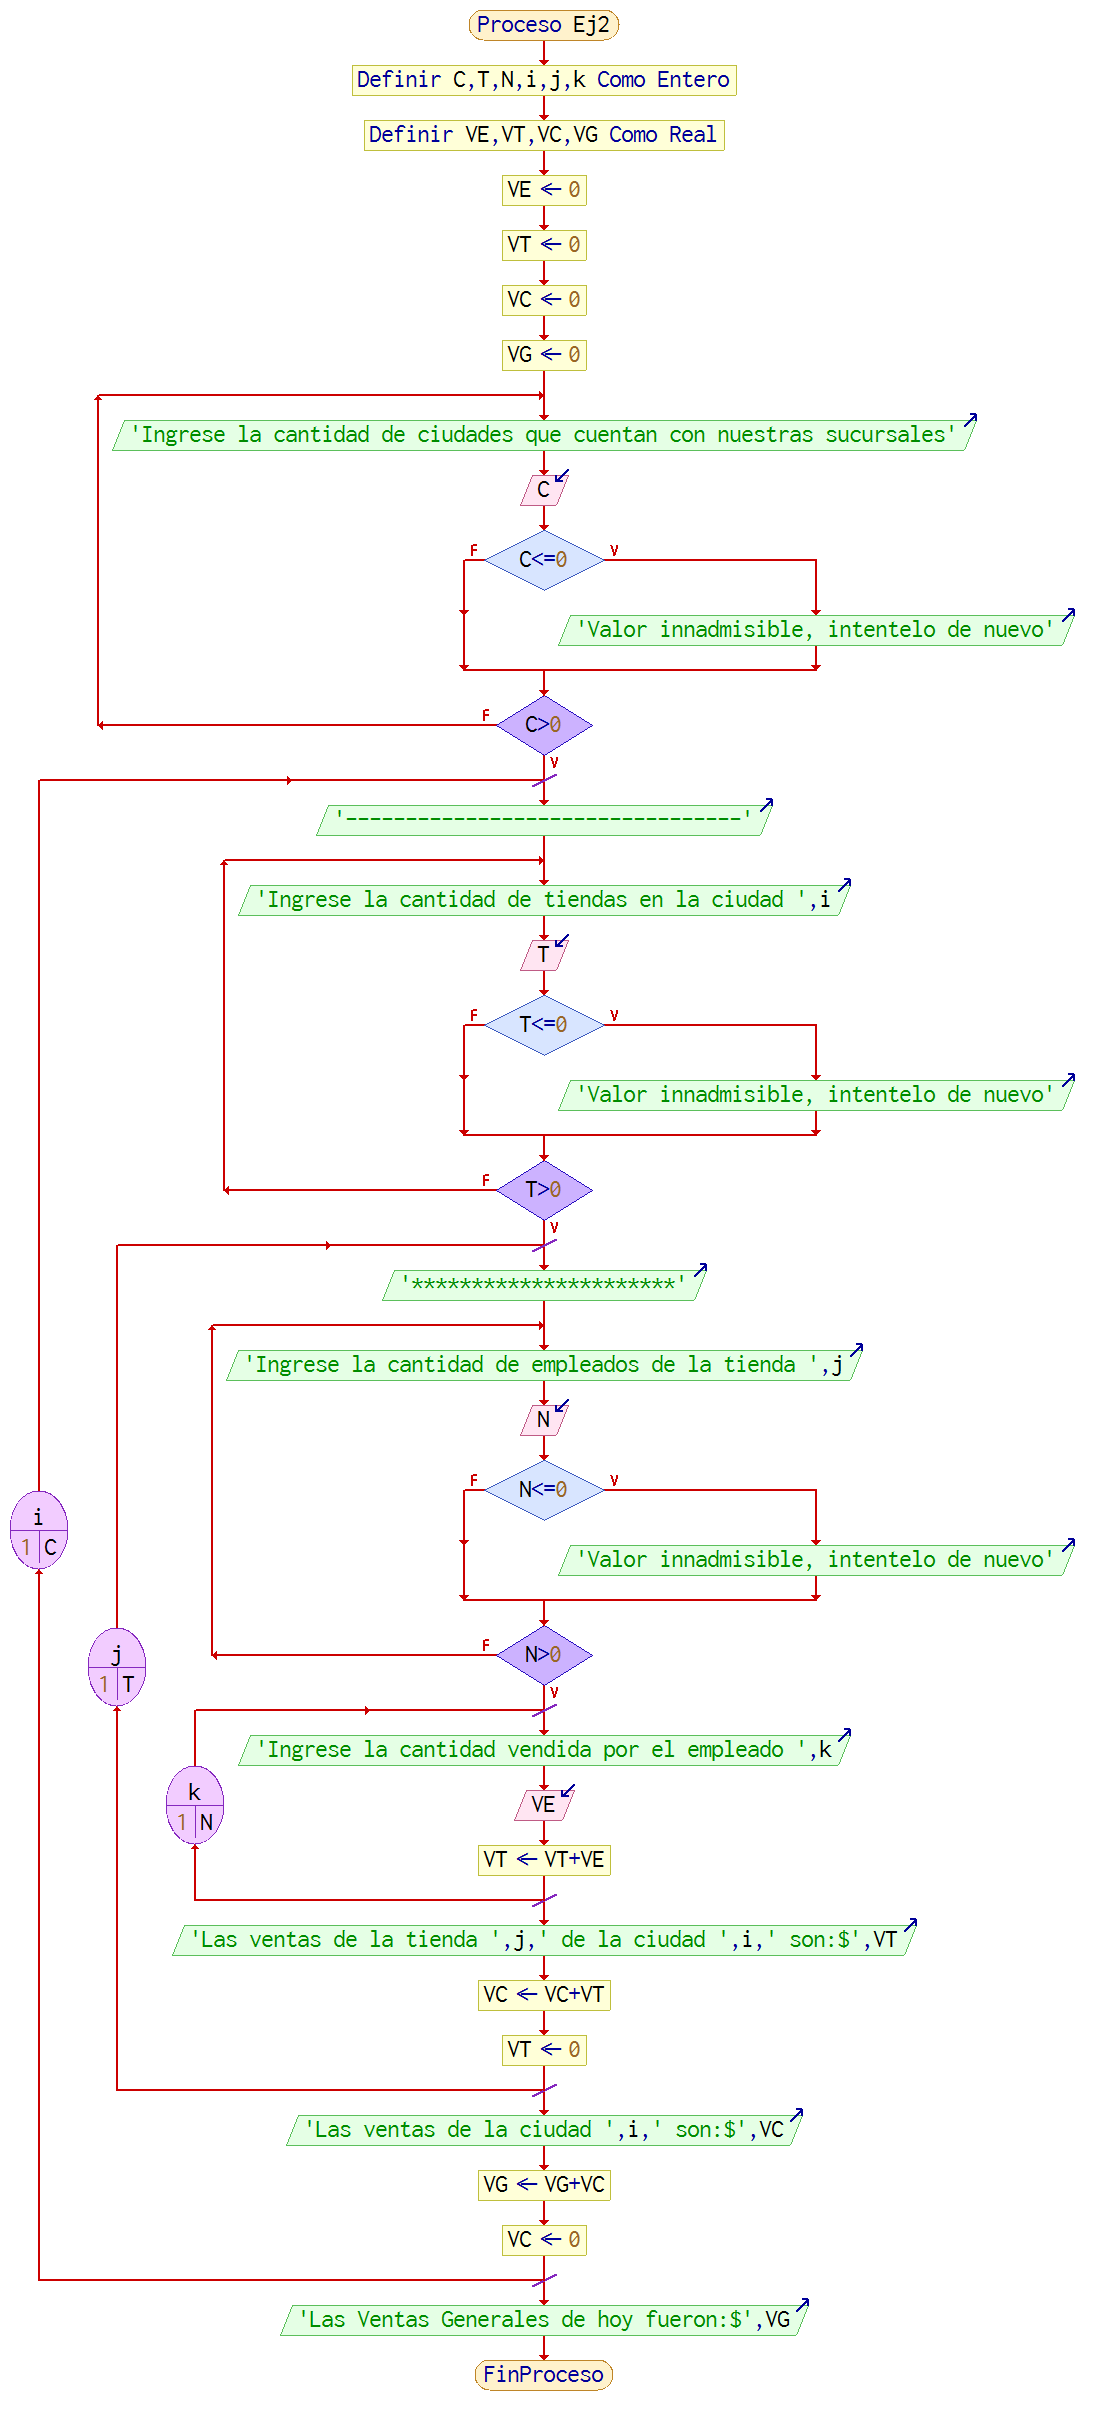 Proceso Ej2
Definir C,T,N,i,j,k Como Entero
Definir VE,VT,VC,VG Como Real
VE ← 0
VT ← 0
VC ← 0
VG ← 0
'Ingrese la cantidad de ciudades que cuentan con nuestras sucursales'
C
F C<=0 V
'Valor innadmisible, intentelo de nuevo'
F C>0
V
'---------------------------------'
'Ingrese la cantidad de tiendas en la ciudad ',i
T
F T<=0 V
'Valor innadmisible, intentelo de nuevo'
F T>0
V
'**********************'
'Ingrese la cantidad de empleados de la tienda ',j
N
F N<=0 V
i
1 C
'Valor innadmisible, intentelo de nuevo'
F N>0
j
1 T
V
'Ingrese la cantidad vendida por el empleado ',k
k
1 N
VE
VT ← VT+VE
'Las ventas de la tienda ',j,' de la ciudad ',i,' son:$',VT
VC ← VC+VT
VT ← 0
'Las ventas de la ciudad ',i,' son:$',VC
VG ← VG+VC
VC ← 0
'Las Ventas Generales de hoy fueron:$',VG
FinProceso